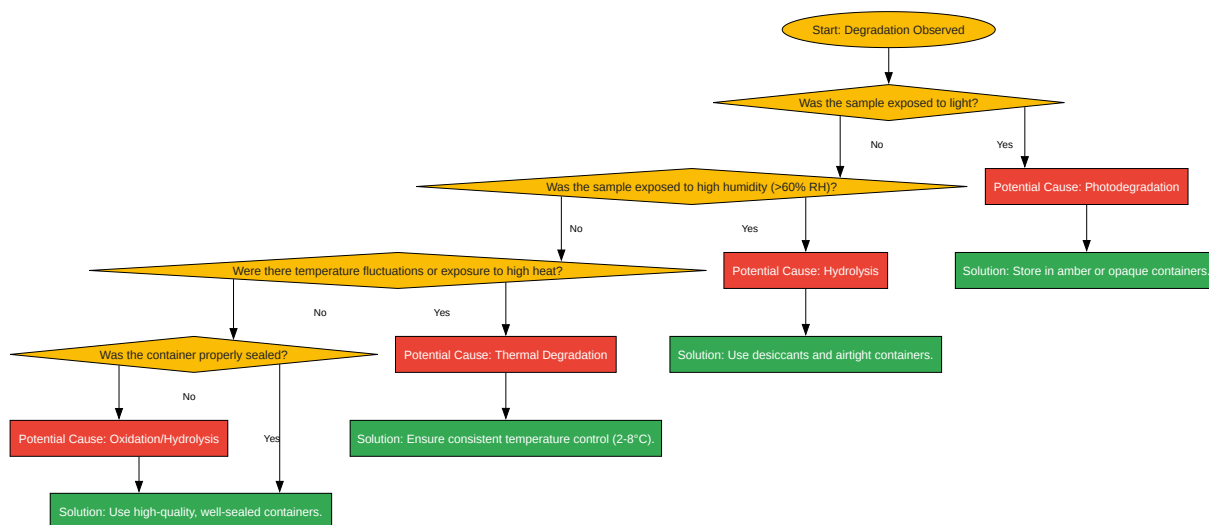 Start: Degradation Observed
Was the sample exposed to light?
No
Yes
Was the sample exposed to high humidity (>60% RH)?
Potential Cause: Photodegradation
No
Yes
Were there temperature fluctuations or exposure to high heat?
Potential Cause: Hydrolysis
Solution: Store in amber or opaque containers.
No
Yes
Was the container properly sealed?
Potential Cause: Thermal Degradation
Solution: Use desiccants and airtight containers.
No
Yes
Potential Cause: Oxidation/Hydrolysis
Solution: Ensure consistent temperature control (2-8°C).
Solution: Use high-quality, well-sealed containers.